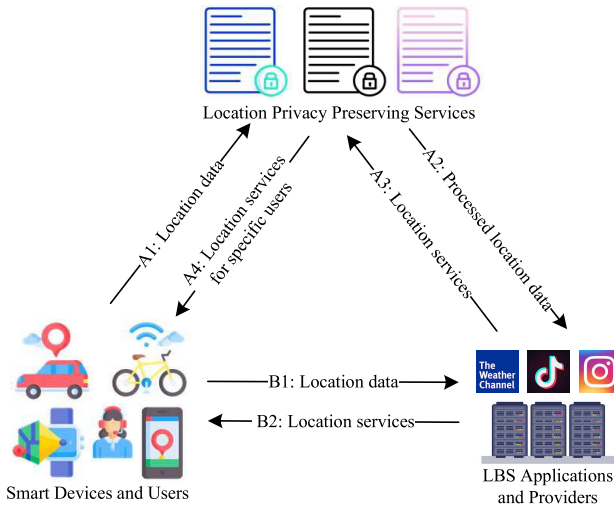 Location Privacy Preserving Services
A1: Location data
A4: Location services
for specific users
A3: Location services
A2: Processed location data
B1: Location data
B2: Location services
The
Weather
Channel
Smart Devices and Users
LBS Applications
and Providers